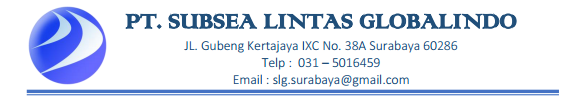 PT. SUBSEA LINTAS GLOBALINDO
JL. Gubeng Kertajaya IXC No. 38A Surabaya 60286
Telp : 031 – 5016459
Email : slg.surabaya@gmail.com